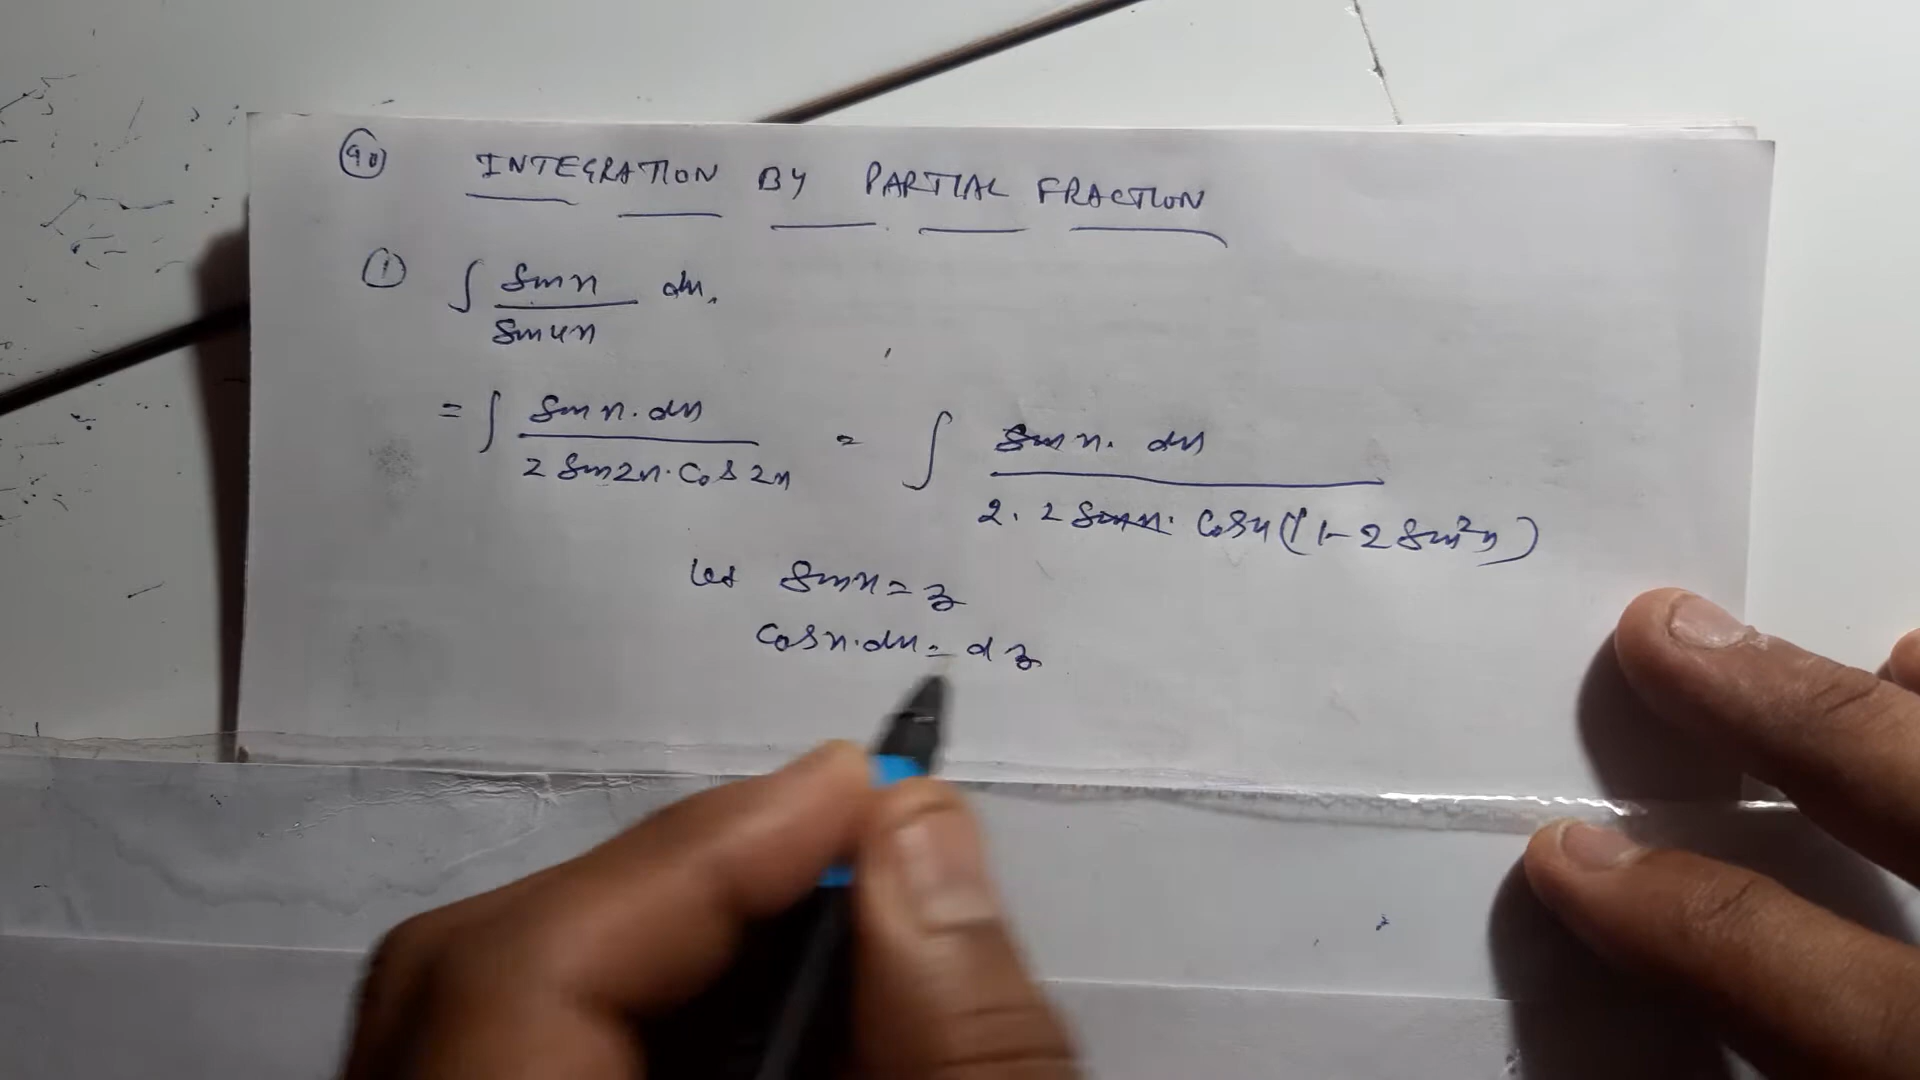 90 INTEGRATION BY PARTIAL FRACTION
① ∫ Sin x / Sin 4x dx.
= ∫ Sin x. dx / 2 Sin 2x. Cos 2x = ∫ Sin x. dx / 2. 2 Sin x. Cos x (1 - 2 Sin²x)
let Sin x = z
Cos x. dx = dz